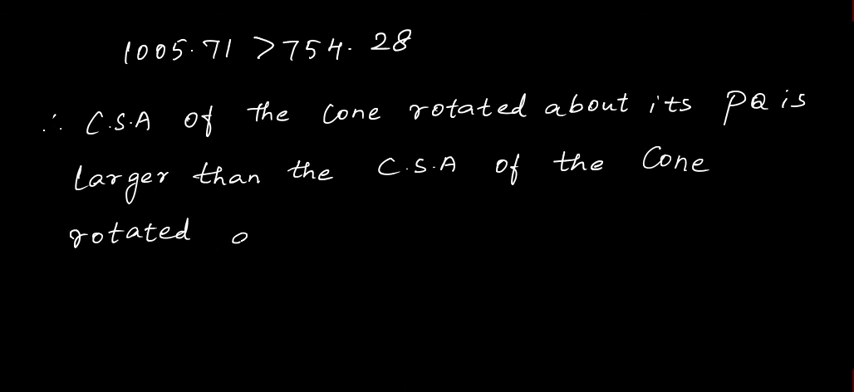 1005.71 > 754.28
∴ C.S.A of the Cone rotated about its PQ is
larger than the C.S.A of the Cone
rotated